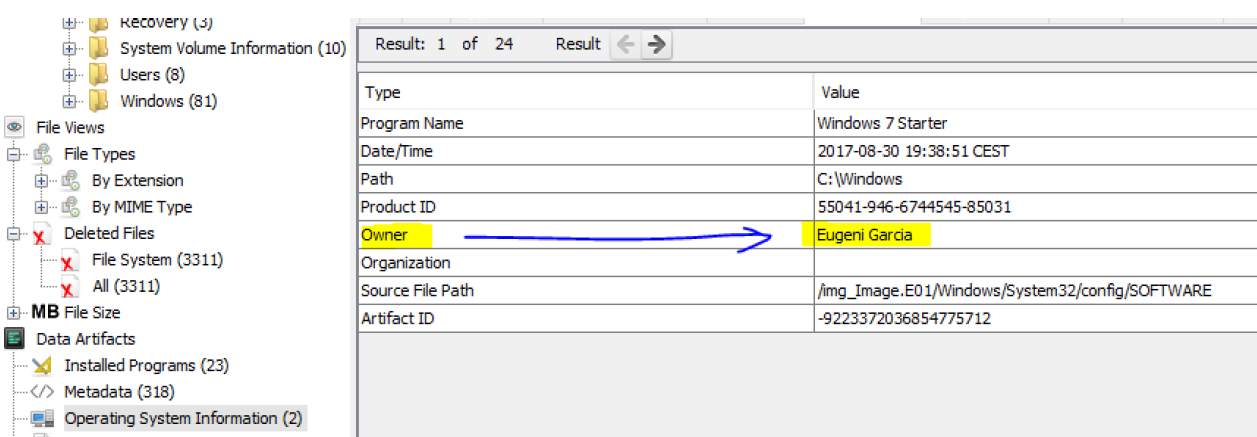 Recovery (3)
System Volume Information (10)
Users (8)
Windows (81)
File Views
File Types
By Extension
By MIME Type
Deleted Files
File System (3311)
All (3311)
MB File Size
Data Artifacts
Installed Programs (23)
Metadata (318)
Operating System Information (2)
Result: 1 of 24 Result
Type Value
Program Name Windows 7 Starter
Date/Time 2017-08-30 19:38:51 CEST
Path C:\Windows
Product ID 55041-946-6744545-85031
Owner Eugeni Garcia
Organization
Source File Path /img_Image.E01/Windows/System32/config/SOFTWARE
Artifact ID -9223372036854775712